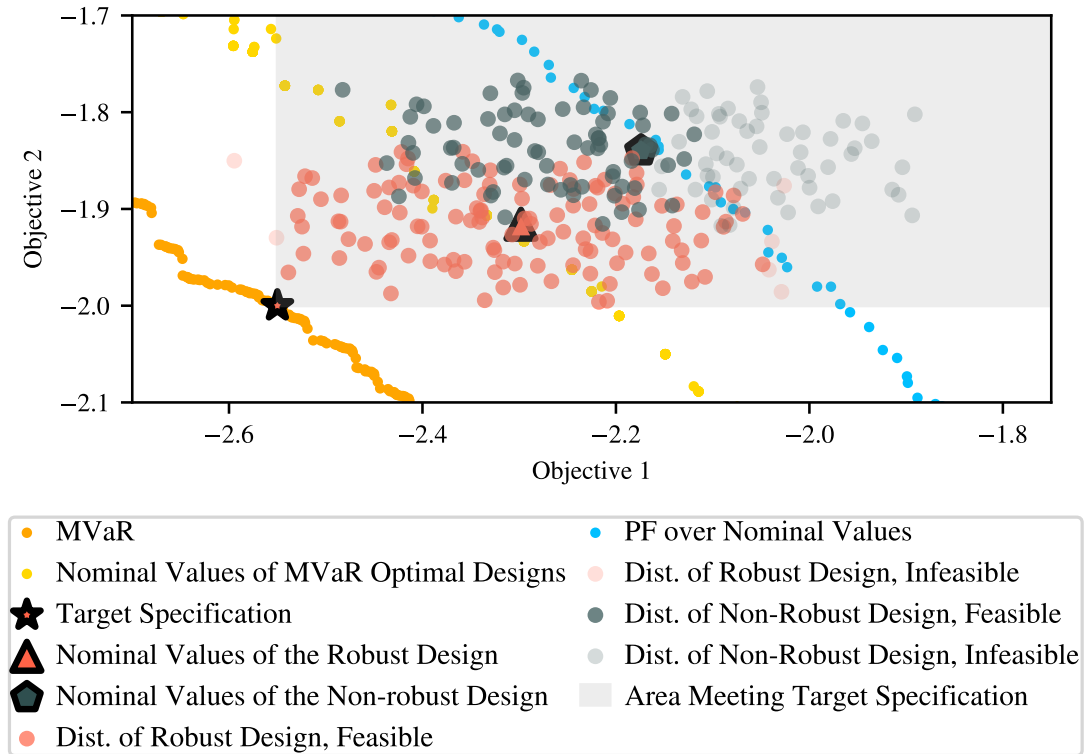 −1.7
−1.8
−1.9
−2.0
−2.1
Objective 2
−2.6
−2.4
−2.2
−2.0
−1.8
Objective 1
MVaR
Nominal Values of MVaR Optimal Designs
Target Specification
Nominal Values of the Robust Design
Nominal Values of the Non-robust Design
Dist. of Robust Design, Feasible
PF over Nominal Values
Dist. of Robust Design, Infeasible
Dist. of Non-Robust Design, Feasible
Dist. of Non-Robust Design, Infeasible
Area Meeting Target Specification